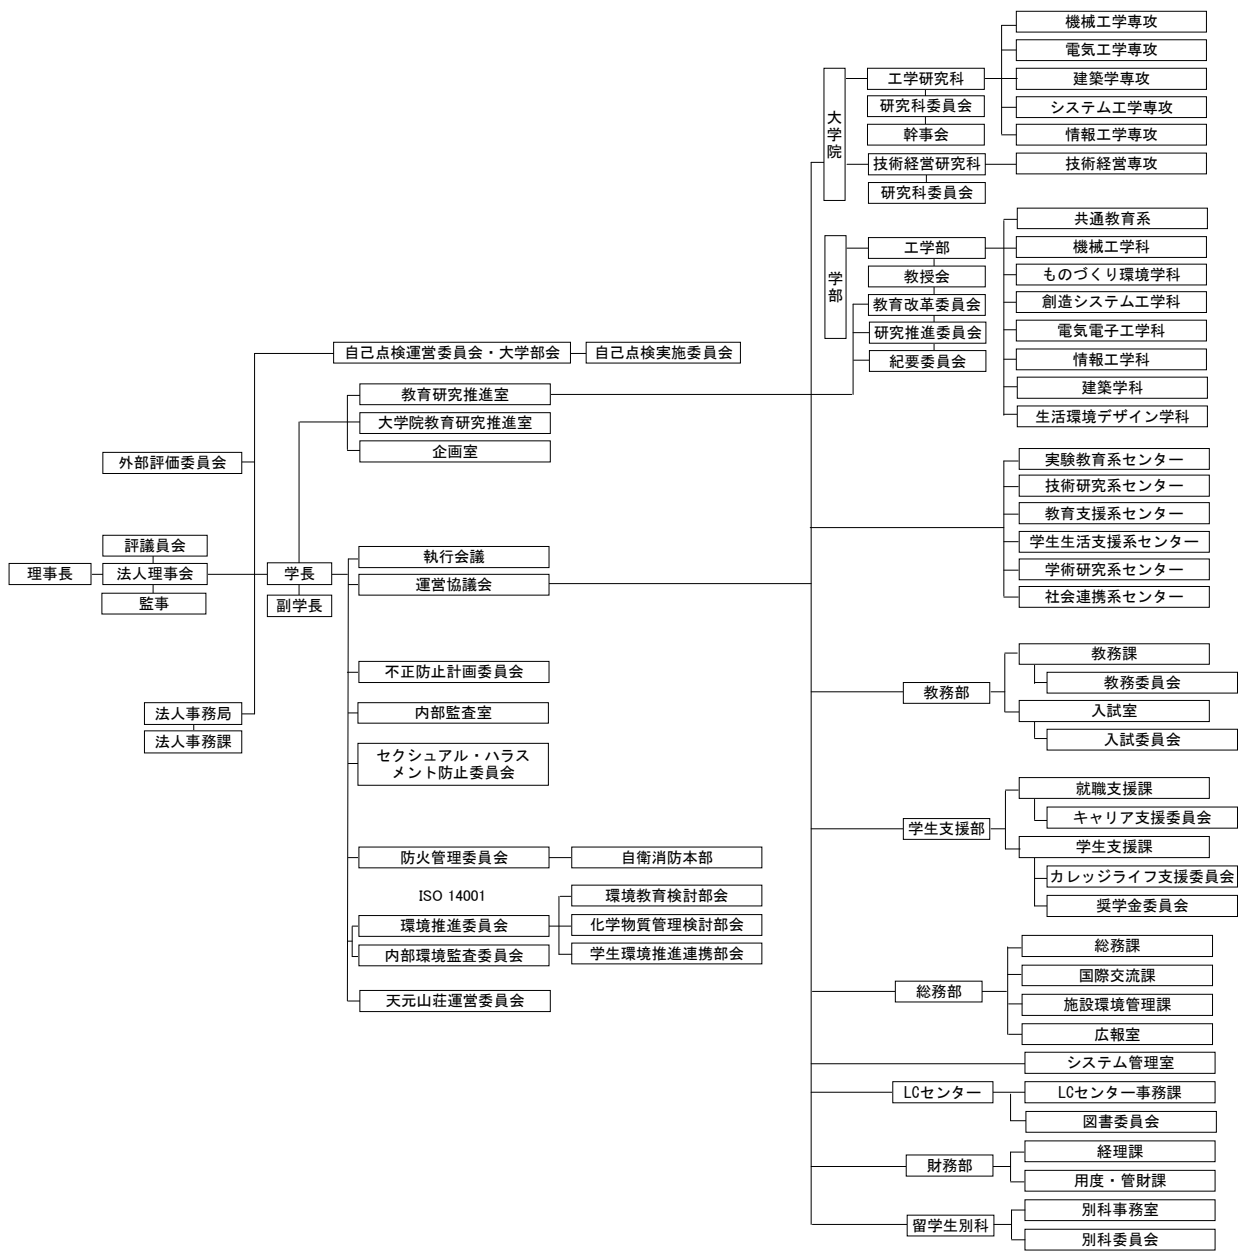 理事長
評議員会
法人理事会
監事
外部評価委員会
法人事務局
法人事務課
学長
副学長
自己点検運営委員会・大学部会
自己点検実施委員会
教育研究推進室
大学院教育研究推進室
企画室
執行会議
運営協議会
不正防止計画委員会
内部監査室
セクシュアル・ハラス
メント防止委員会
防火管理委員会
自衛消防本部
ISO 14001
環境推進委員会
内部環境監査委員会
環境教育検討部会
化学物質管理検討部会
学生環境推進連携部会
天元山荘運営委員会
大学院
工学研究科
研究科委員会
幹事会
技術経営研究科
研究科委員会
機械工学専攻
電気工学専攻
建築学専攻
システム工学専攻
情報工学専攻
技術経営専攻
学部
工学部
教授会
教育改革委員会
研究推進委員会
紀要委員会
共通教育系
機械工学科
ものづくり環境学科
創造システム工学科
電気電子工学科
情報工学科
建築学科
生活環境デザイン学科
実験教育系センター
技術研究系センター
教育支援系センター
学生生活支援系センター
学術研究系センター
社会連携系センター
教務部
教務課
教務委員会
入試室
入試委員会
学生支援部
就職支援課
キャリア支援委員会
学生支援課
カレッジライフ支援委員会
奨学金委員会
総務部
総務課
国際交流課
施設環境管理課
広報室
システム管理室
LCセンター
LCセンター事務課
図書委員会
財務部
経理課
用度・管財課
留学生別科
別科事務室
別科委員会